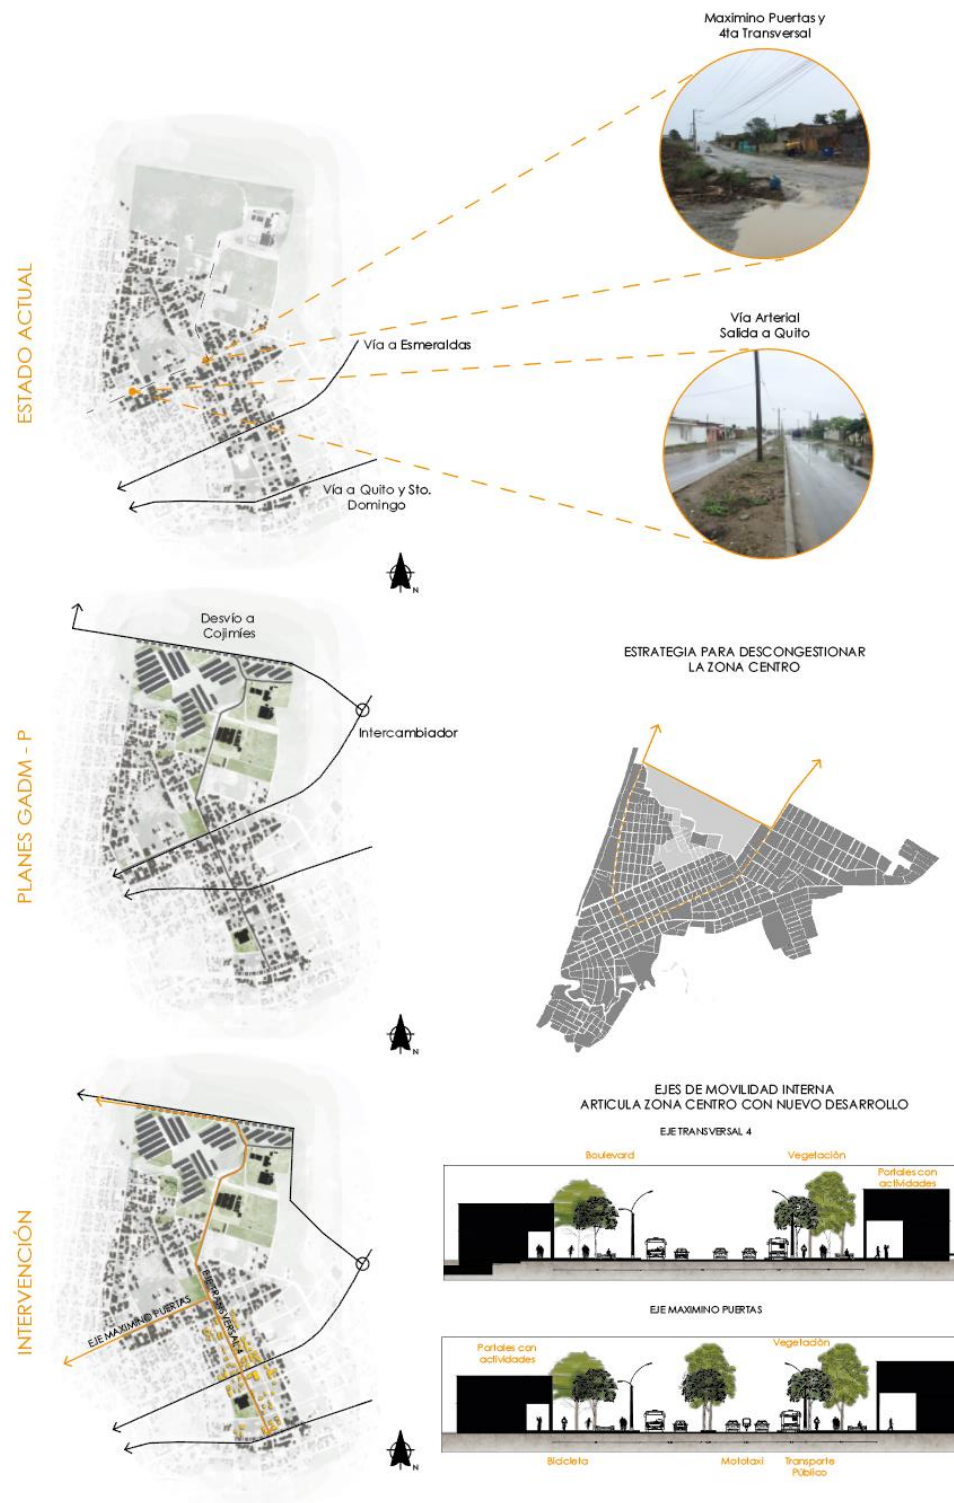 Maximino Puertas y
4ta Transversal
ESTADO ACTUAL
Vía a Esmeraldas
Vía Arterial
Salida a Quito
Vía a Quito y Sto.
Domingo
N
PLANES GADM - P
Desvío a
Cojimíes
Intercambiador
ESTRATEGIA PARA DESCONGESTIONAR
LA ZONA CENTRO
N
INTERVENCIÓN
EJE MAXIMINO PUERTAS
EJE TRANSVERSAL 4
N
EJES DE MOVILIDAD INTERNA
ARTICULA ZONA CENTRO CON NUEVO DESARROLLO
EJE TRANSVERSAL 4
Boulevard
Vegetación
Portales con
actividades
EJE MAXIMINO PUERTAS
Portales con
actividades
Vegetación
Bicicleta
Mototaxi
Transporte
Público